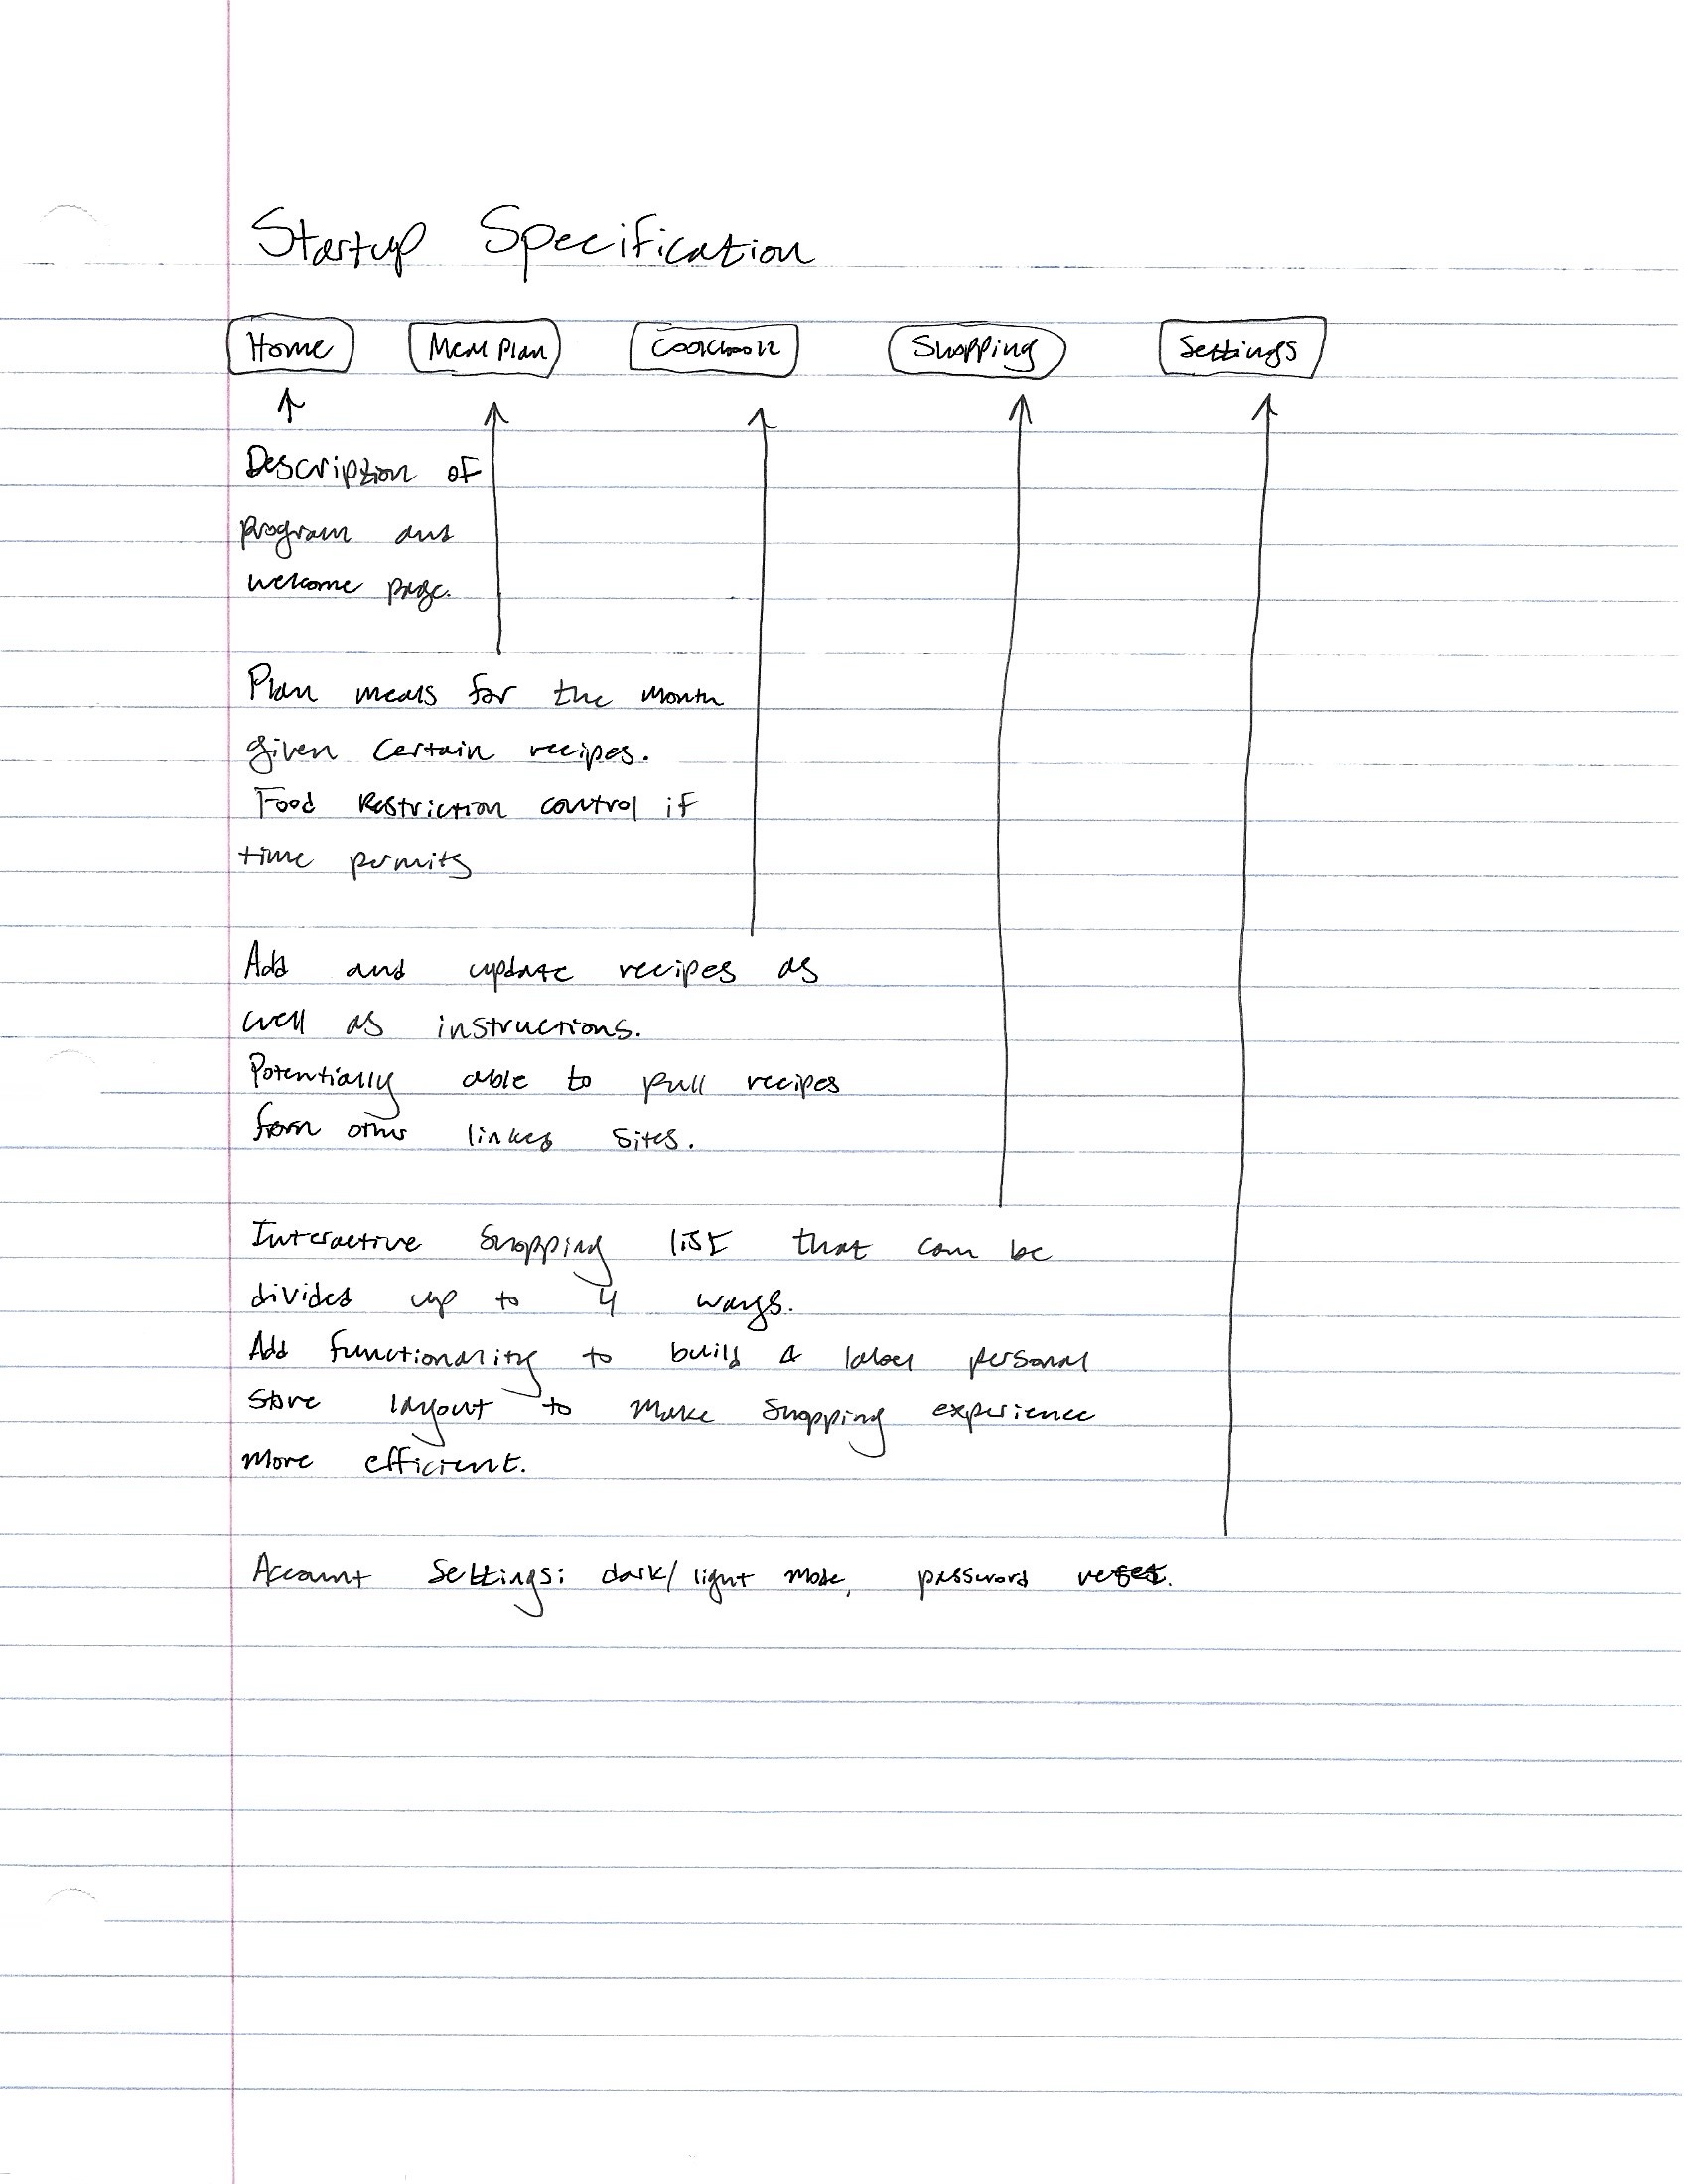 Startup Specification
Home Meal Plan Cookbook Shopping Settings
Description of
program and
welcome page.
Plan meals for the month
given certain recipes.
Food Restriction control if
time permits
Add and update recipes as
well as instructions.
Potentially able to pull recipes
from other linked sites.
Interactive Shopping list that can be
divided up to 4 ways.
Add functionality to build & label personal
store layout to make shopping experience
more efficient.
Account Settings: dark/light mode, password reset.